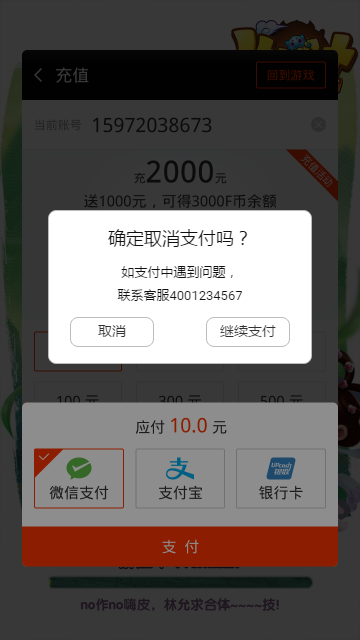 充值
回到游戏
当前账号 15972038673
充值活动
充2000元
送1000元，可得3000F币余额
确定取消支付吗？
如支付中遇到问题，
联系客服4001234567
取消 继续支付
100 元 300 元 500 元
应付 10.0 元
微信支付 支付宝 银行卡
支 付
no作no嗨皮，林允求合体~~~~技!